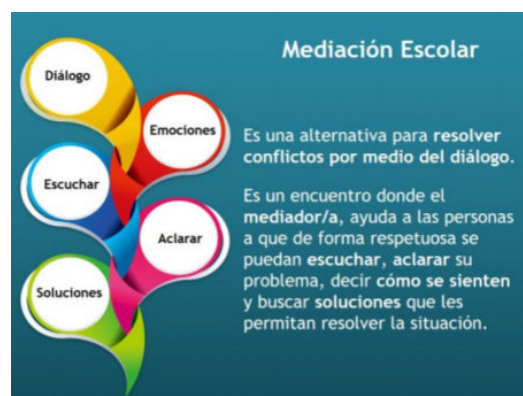 Mediación Escolar
Diálogo
Emociones
Escuchar
Aclarar
Soluciones
Es una alternativa para resolver
conflictos por medio del diálogo.
Es un encuentro donde el
mediador/a, ayuda a las personas
a que de forma respetuosa se
puedan escuchar, aclarar su
problema, decir cómo se sienten
y buscar soluciones que les
permitan resolver la situación.